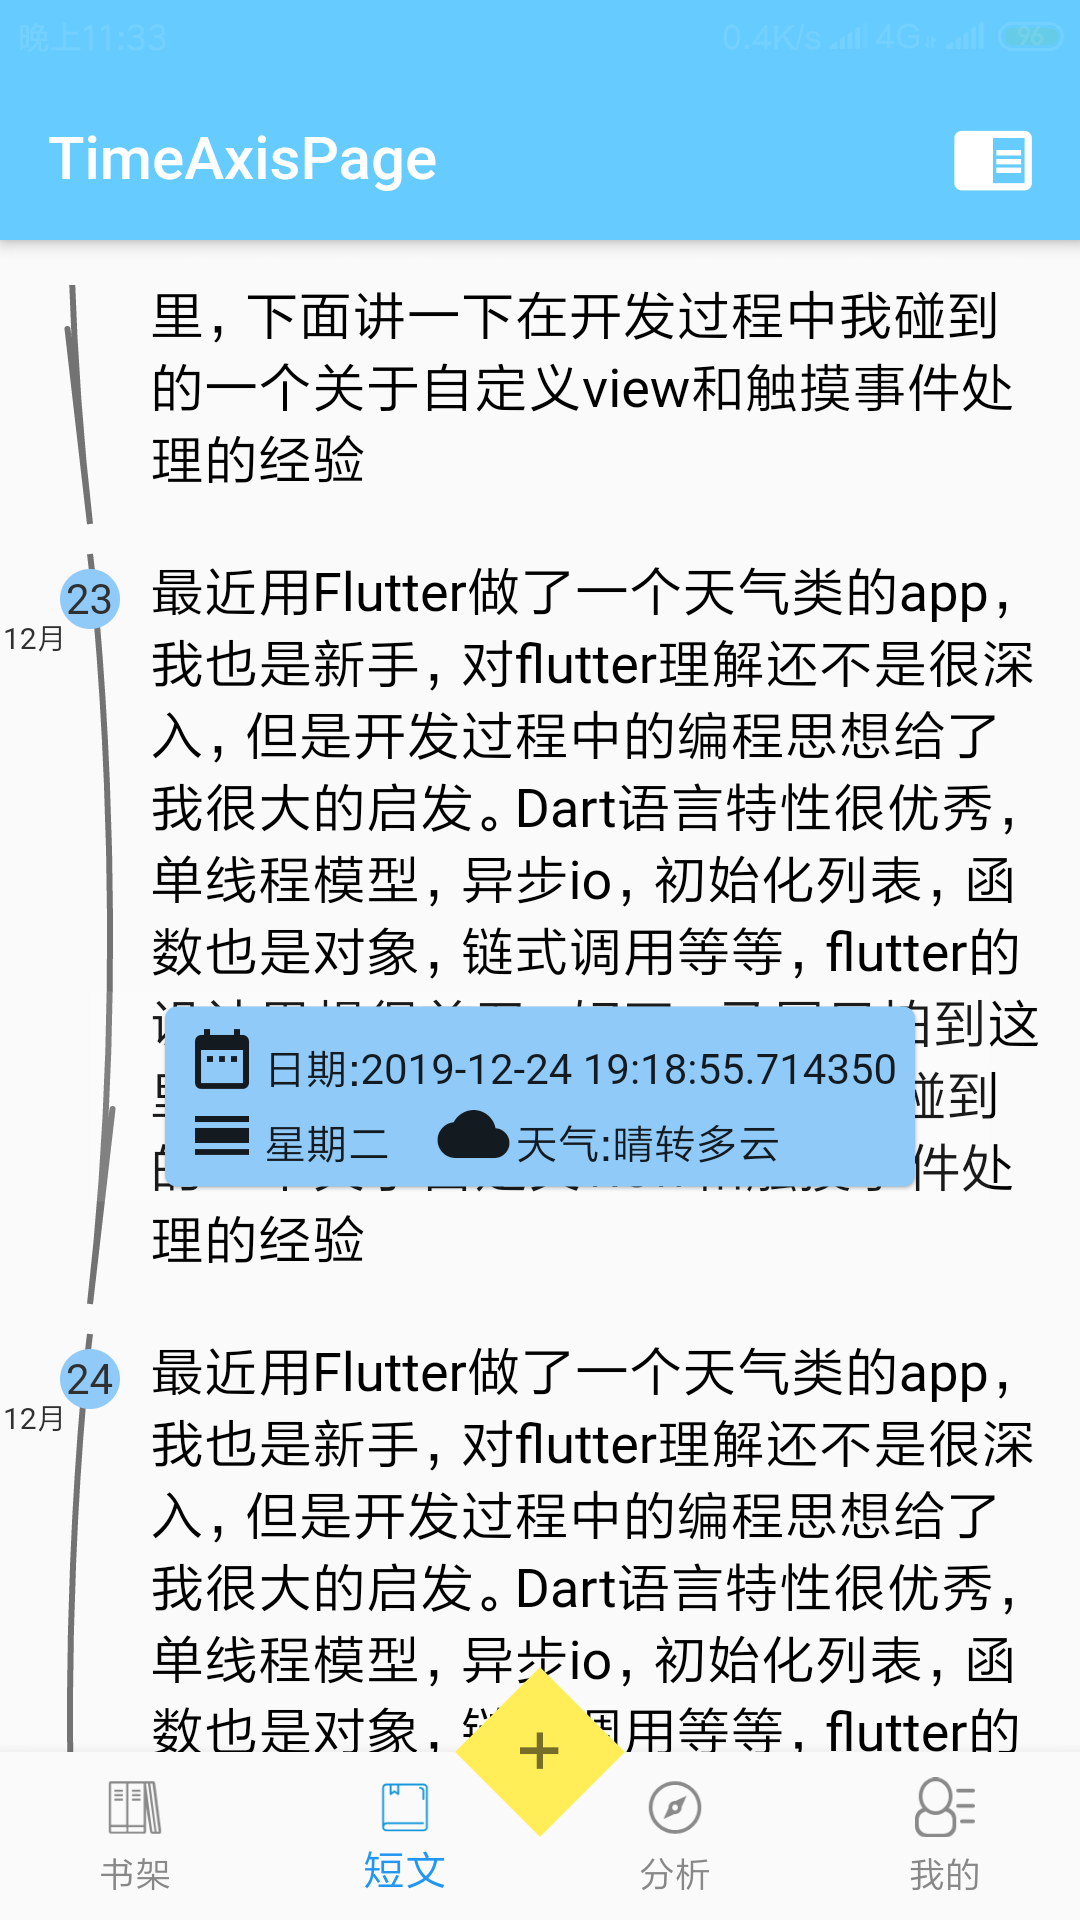 晚上11:33
0.4K/s 4G 96
TimeAxisPage
里，下面讲一下在开发过程中我碰到
的一个关于自定义view和触摸事件处
理的经验
23
12月
最近用Flutter做了一个天气类的app，
我也是新手，对flutter理解还不是很深
入，但是开发过程中的编程思想给了
我很大的启发。Dart语言特性很优秀，
单线程模型，异步io，初始化列表，函
数也是对象，链式调用等等，flutter的
到这
碰到
件处
日期:2019-12-24 19:18:55.714350
星期二 天气:晴转多云
理的经验
24
12月
最近用Flutter做了一个天气类的app，
我也是新手，对flutter理解还不是很深
入，但是开发过程中的编程思想给了
我很大的启发。Dart语言特性很优秀，
单线程模型，异步io，初始化列表，函
数也是对象，调用等等，flutter的
+
书架
短文
分析
我的